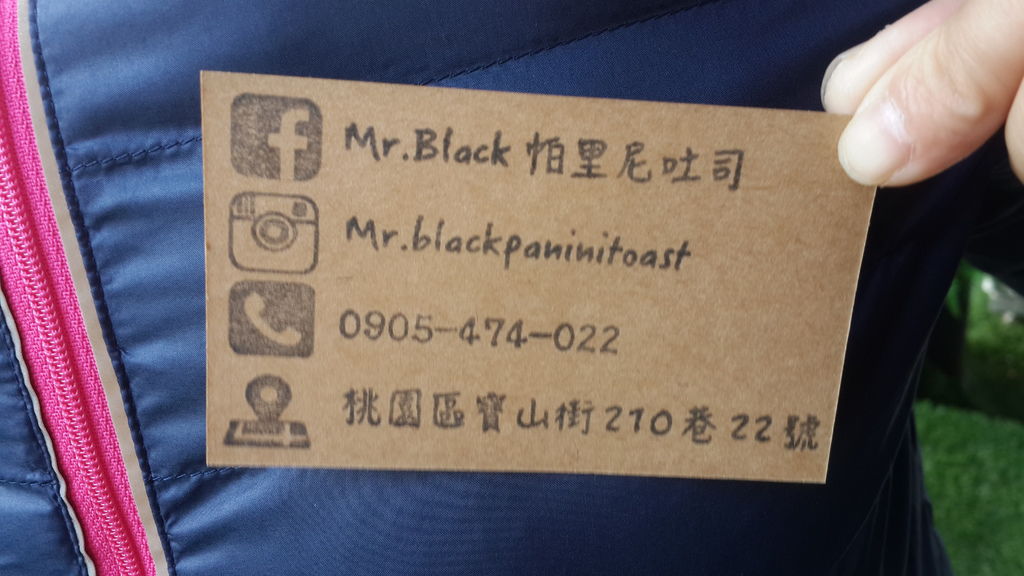 Mr.Black 怕里尼吐司
Mr.blackpaninitoast
0905-474-022
桃園區寶山街210巷22號